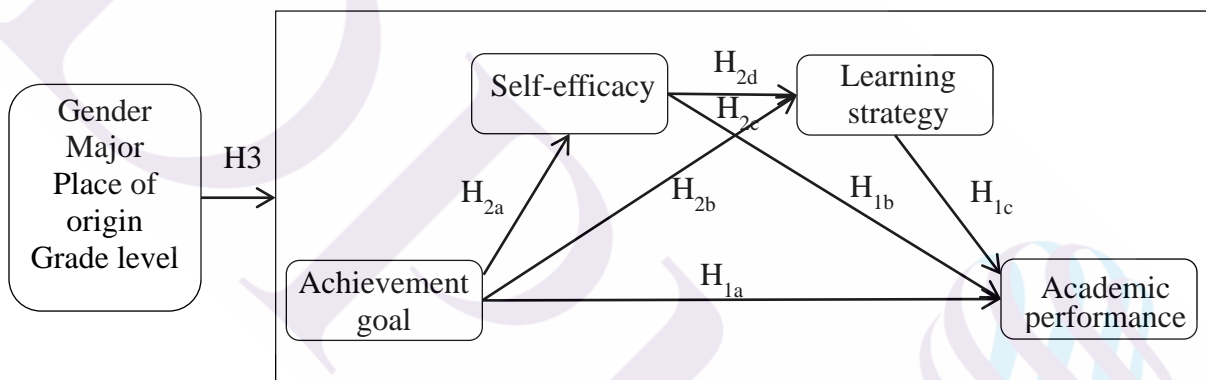 Gender
Major
Place of
origin
Grade level
H3
Self-efficacy
H2d
H2c
Learning
strategy
H2a
H2b
H1b
H1c
Achievement
goal
H1a
Academic
performance